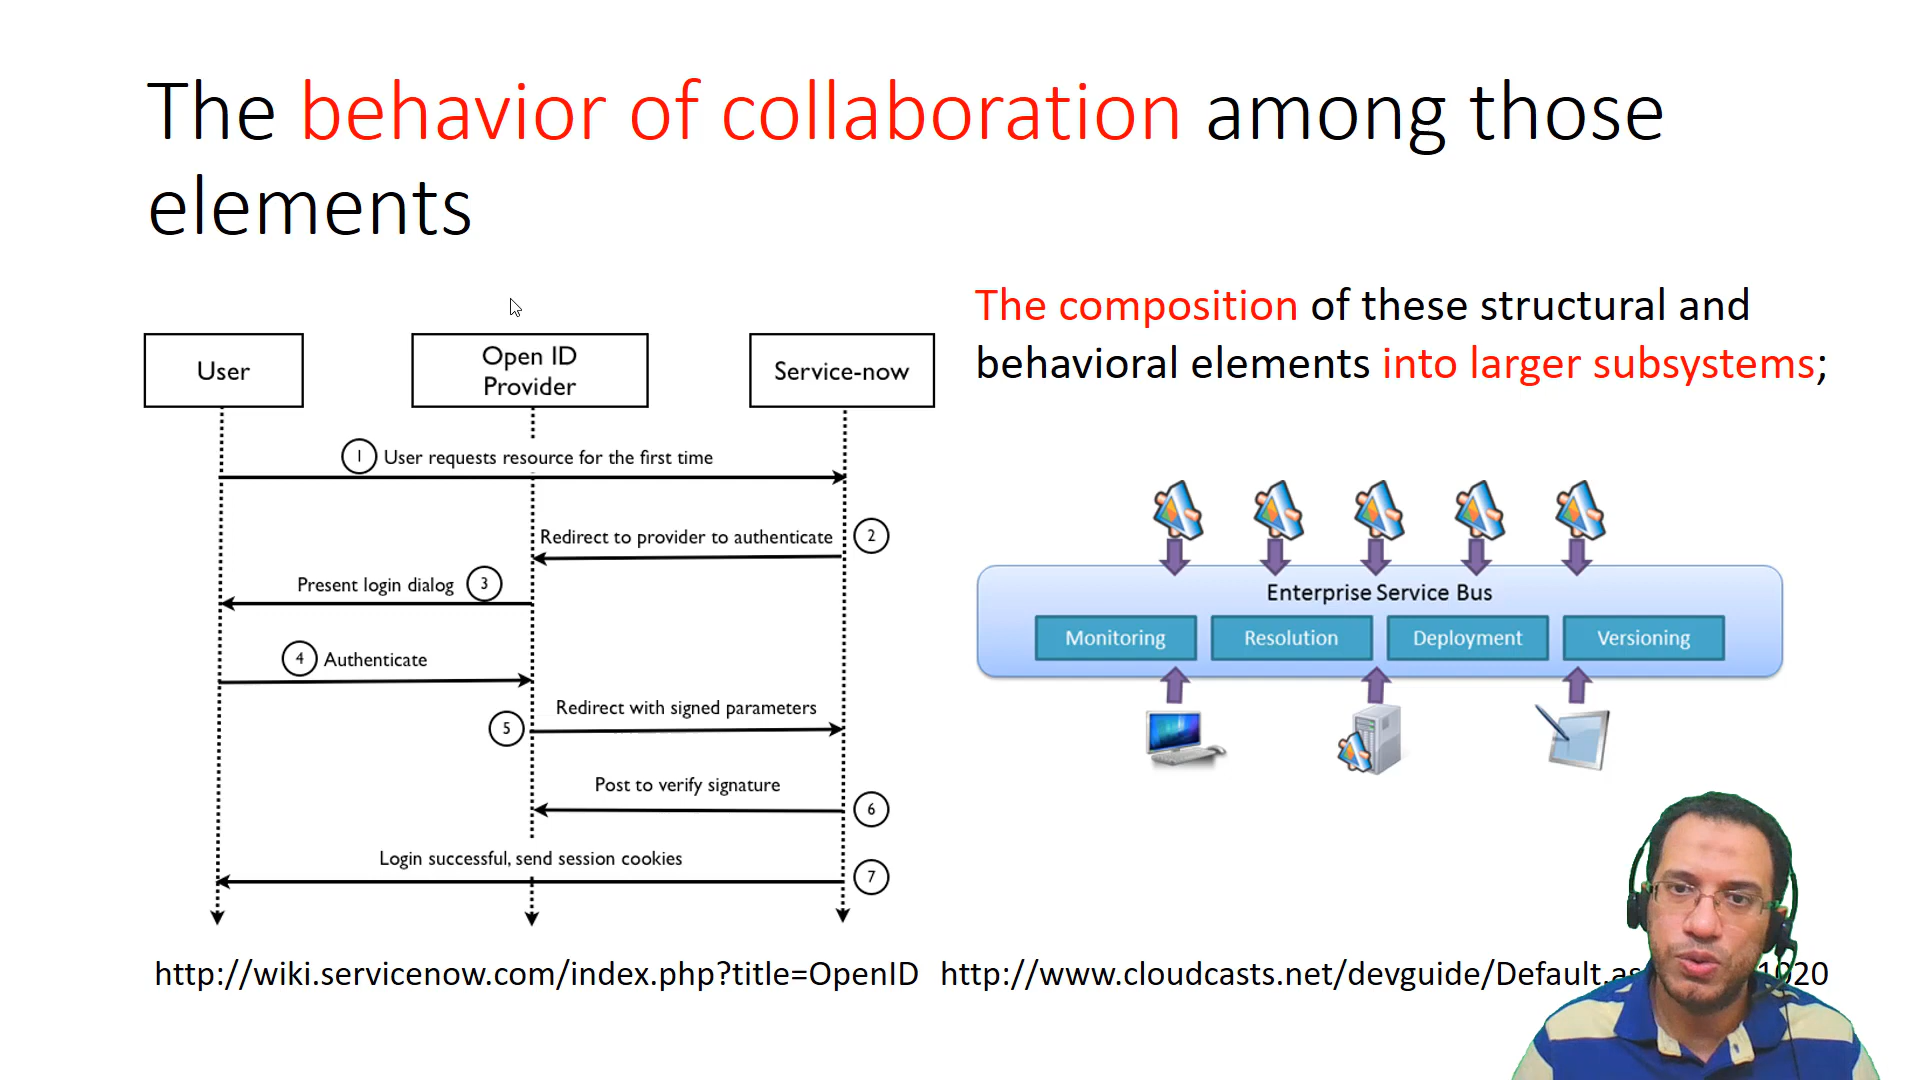 The behavior of collaboration among those
elements
The composition of these structural and
behavioral elements into larger subsystems;
User
Open ID
Provider
Service-now
1 User requests resource for the first time
Redirect to provider to authenticate 2
Present login dialog 3
4 Authenticate
5 Redirect with signed parameters
Post to verify signature 6
Login successful, send session cookies 7
Enterprise Service Bus
Monitoring Resolution Deployment Versioning
http://wiki.servicenow.com/index.php?title=OpenID
http://www.cloudcasts.net/devguide/Default.as 1020